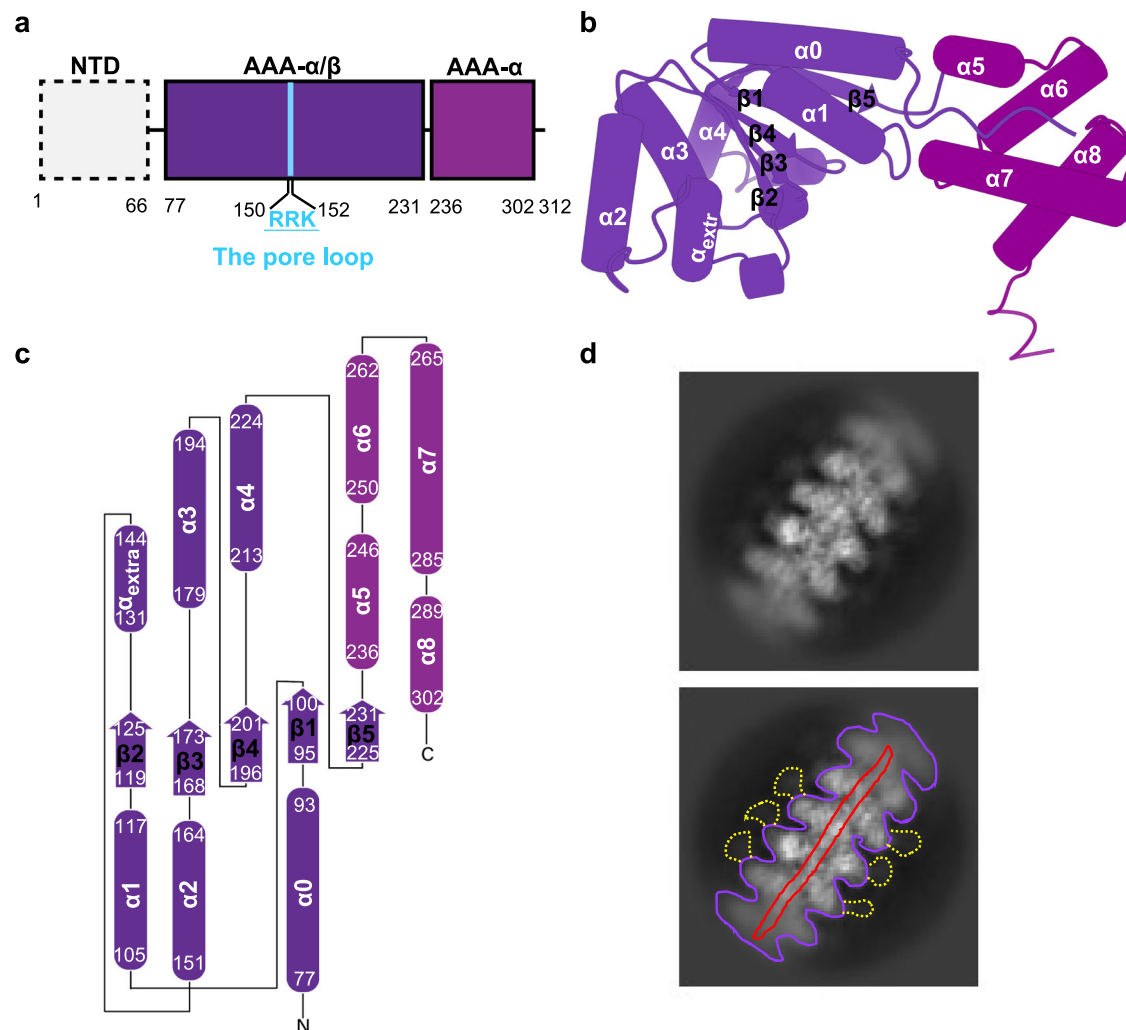 a
NTD
AAA-α/β
AAA-α
1
66
77
150
152
231
236
302
312
RRK
The pore loop
b
α0
α5
α6
β1
α1
β5
α4
β4
α3
β3
α8
α7
α2
β2
αextr
c
262
265
224
194
α6
α7
α3
α4
250
144
αextra
131
213
246
285
179
α5
289
α8
236
302
100
β1
95
125
β2
119
173
β3
168
201
β4
196
231
β5
225
C
93
117
164
α1
α2
α0
105
151
77
N
d